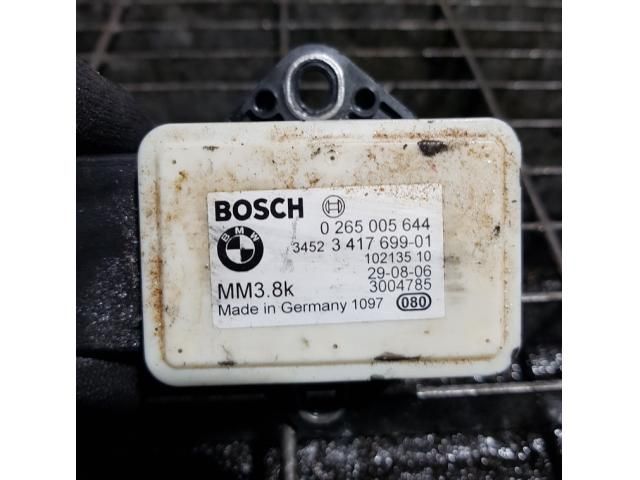 BOSCH
0 265 005 644
BMW
3452 3 417 699-01
102135 10
29-08-06
MM3.8k
3004785
Made in Germany 1097
080